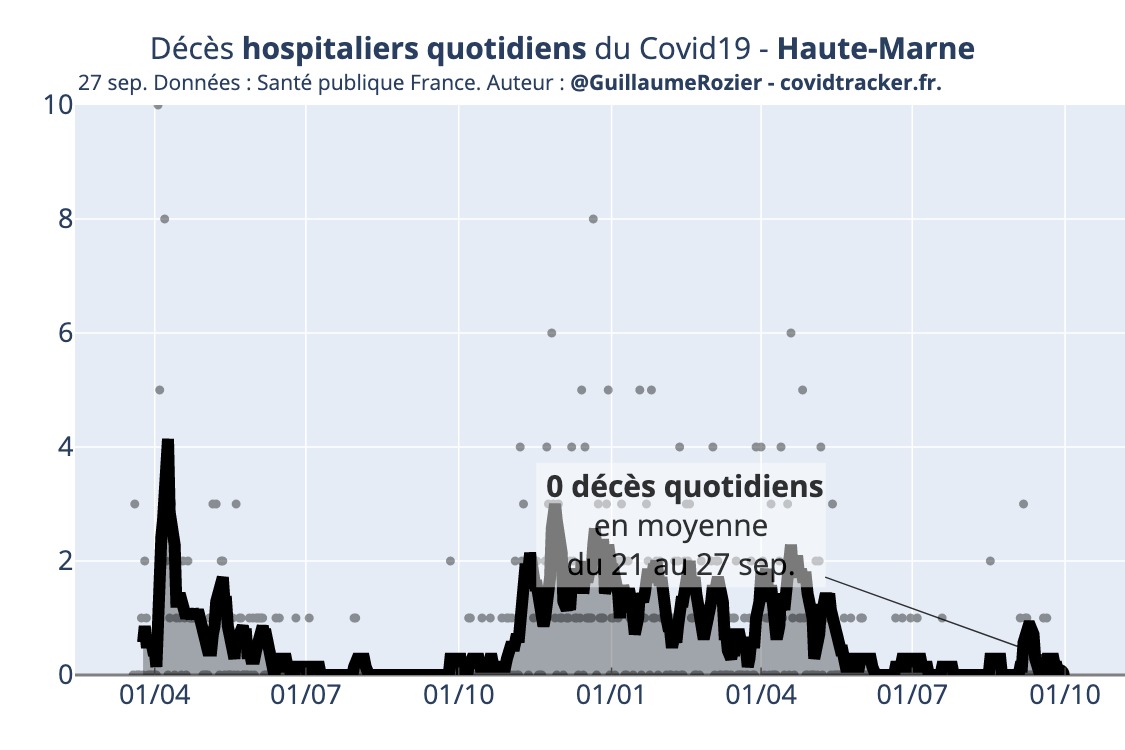 Décès hospitaliers quotidiens du Covid19 - Haute-Marne
27 sep. Données : Santé publique France. Auteur : @GuillaumeRozier - covidtracker.fr.
10
8
6
4
0 décès quotidiens
en moyenne
du 21 au 27 sep.
2
0
01/04 01/07 01/10 01/01 01/04 01/07 01/10